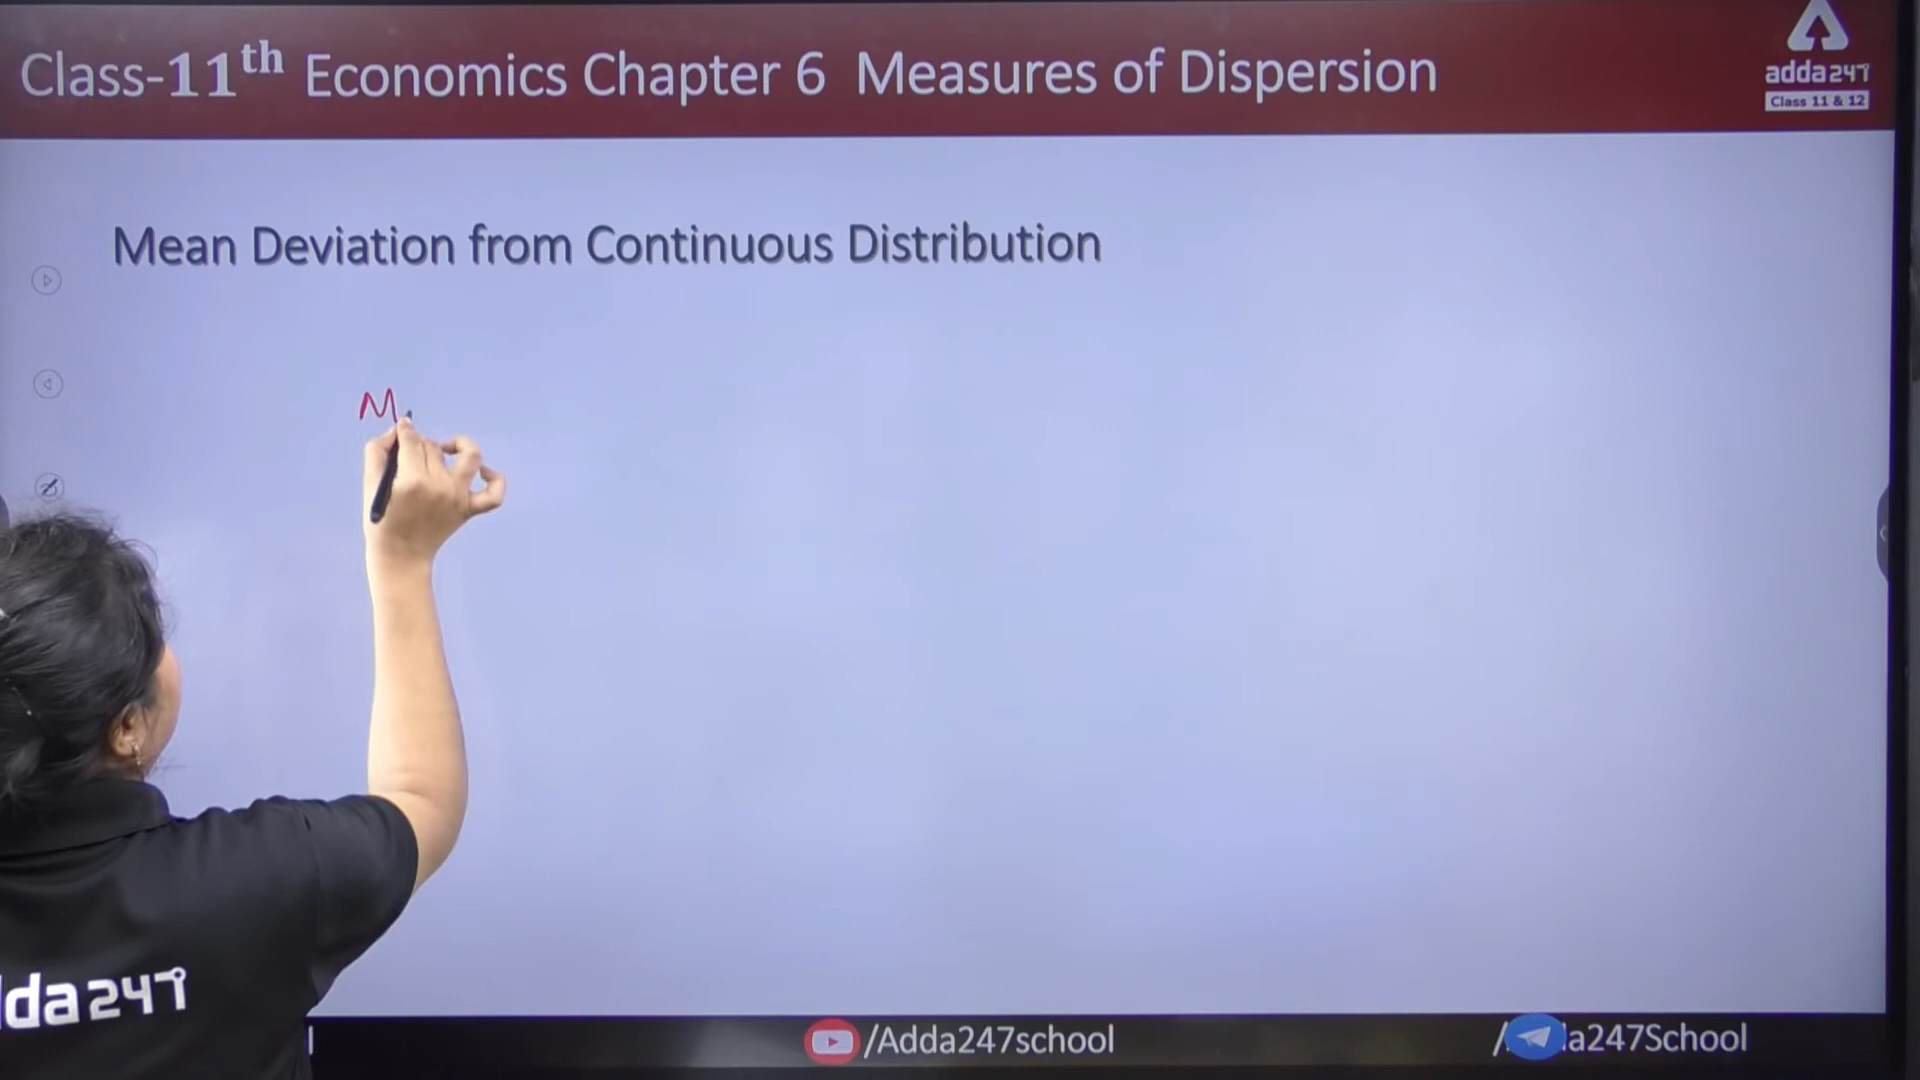 Class-11th Economics Chapter 6 Measures of Dispersion
adda247
Class 11 & 12
Mean Deviation from Continuous Distribution
M
da247
/Adda247school
/ a247School